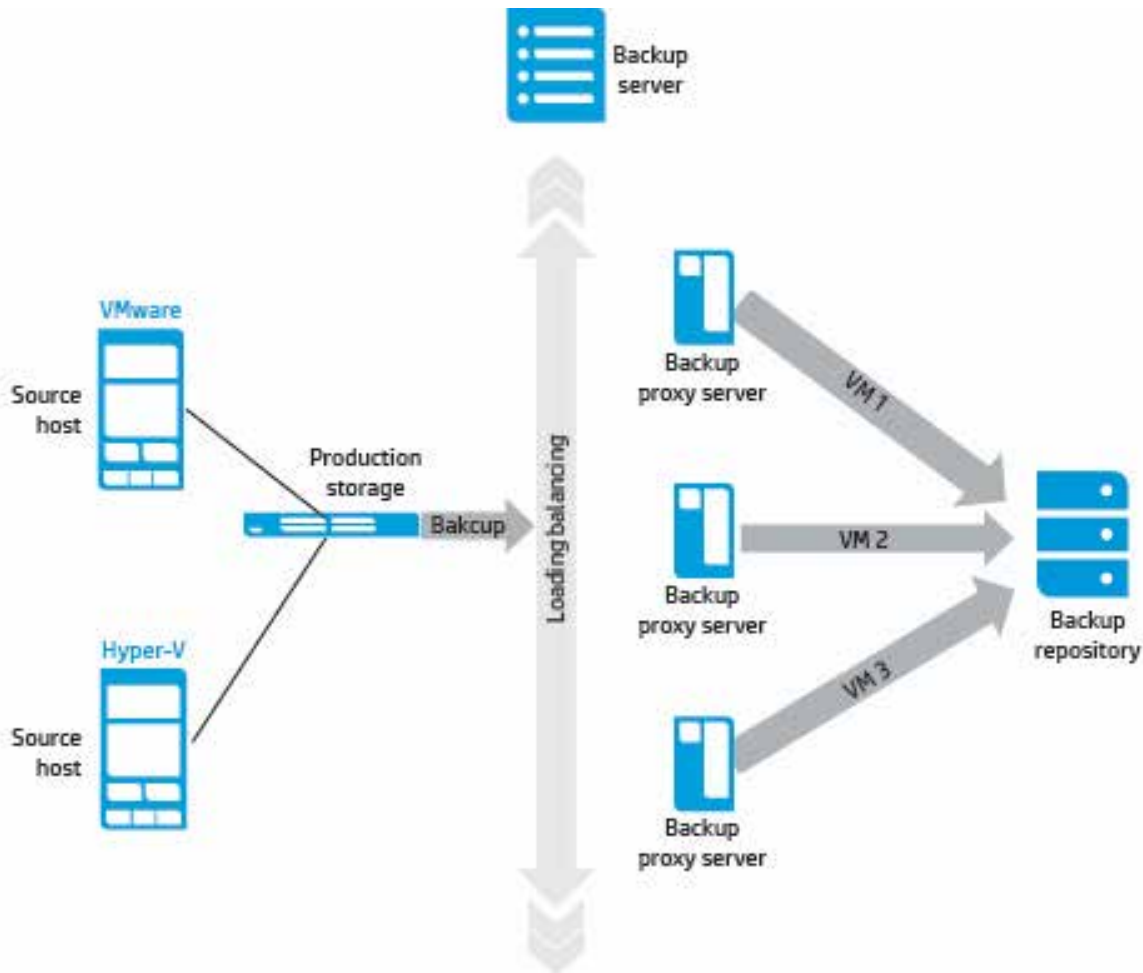 Backup
server
VMware
Source
host
Production
storage
Bakcup
Loading balancing
Hyper-V
Source
host
Backup
proxy server
VM 1
Backup
proxy server
VM 2
Backup
proxy server
VM 3
Backup
repository